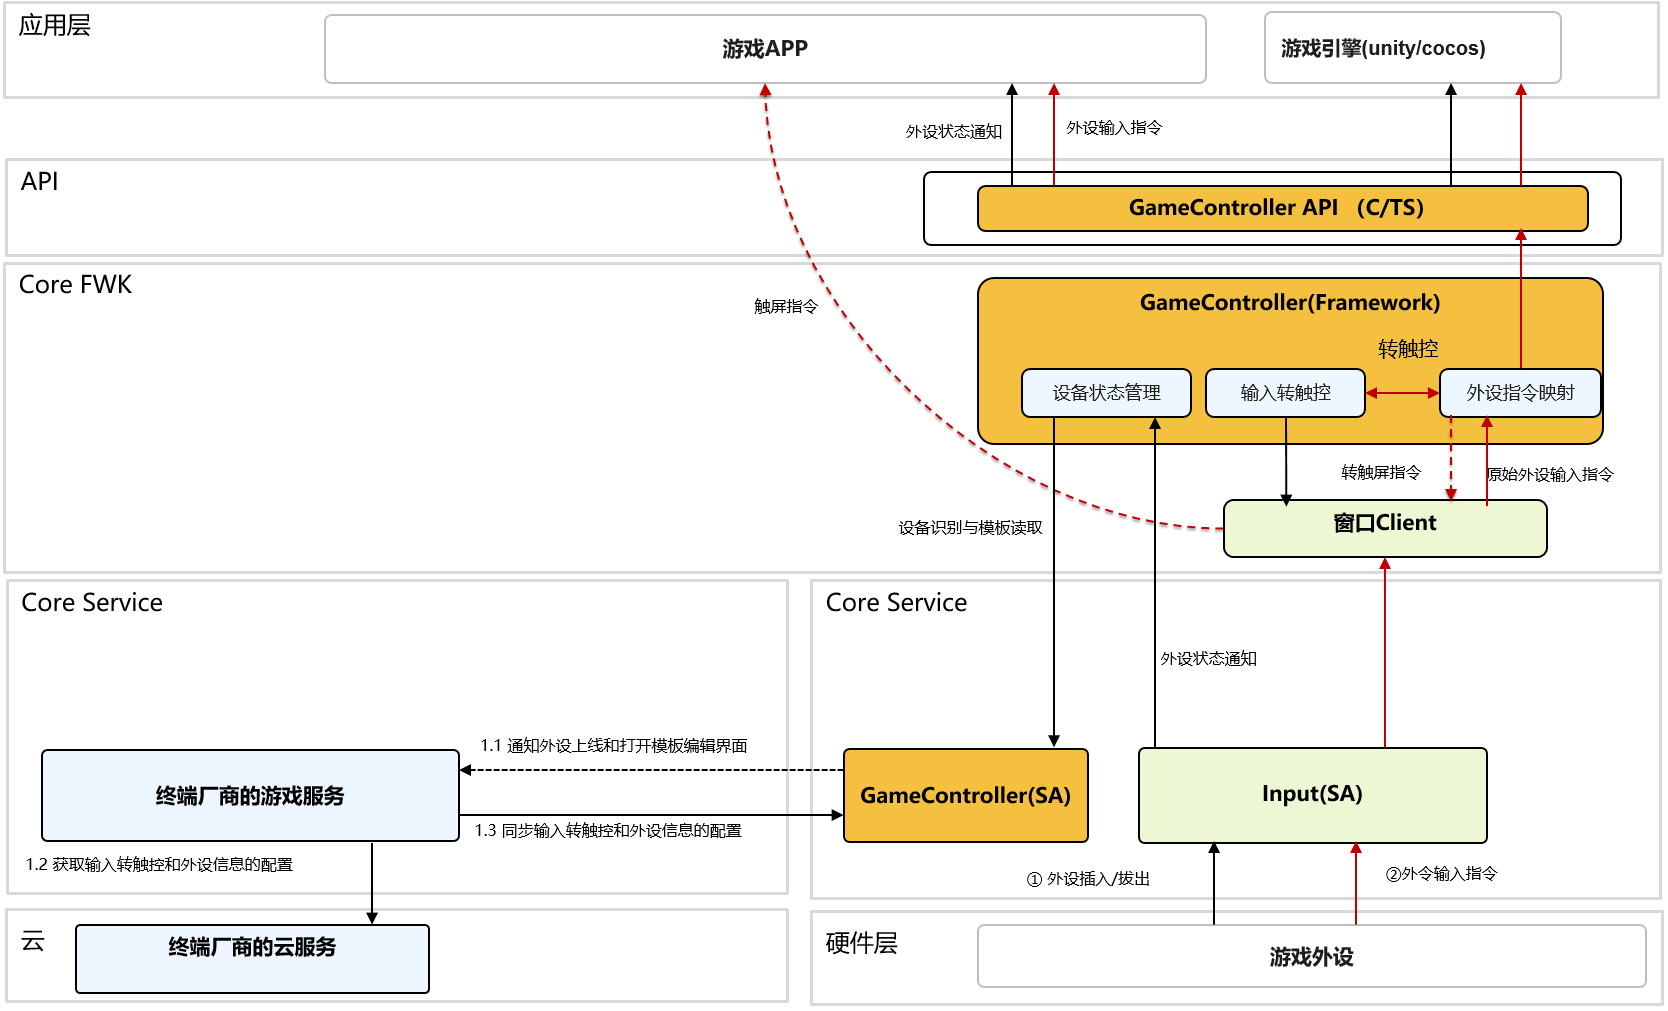 应用层
游戏APP
游戏引擎(unity/cocos)
外设状态通知
外设输入指令
API
GameController API （C/TS）
Core FWK
GameController(Framework)
触屏指令
转触控
设备状态管理
输入转触控
外设指令映射
转触屏指令
原始外设输入指令
窗口Client
设备识别与模板读取
Core Service
Core Service
外设状态通知
1.1 通知外设上线和打开模板编辑界面
终端厂商的游戏服务
GameController(SA)
Input(SA)
1.3 同步输入转触控和外设信息的配置
1.2 获取输入转触控和外设信息的配置
① 外设插入/拔出
②外令输入指令
云
终端厂商的云服务
硬件层
游戏外设